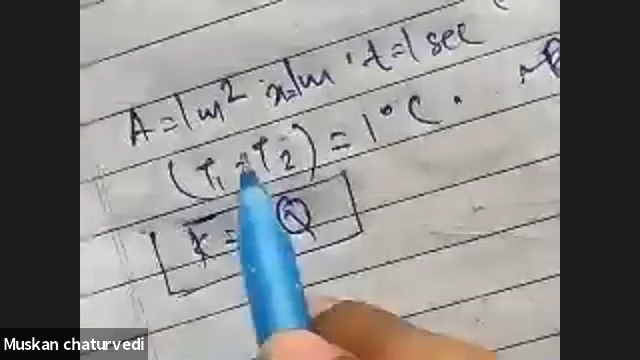 A = 1m² x=1m , t=1 sec
(T₁-T₂) = 1°C.
K = Q
Muskan chaturvedi